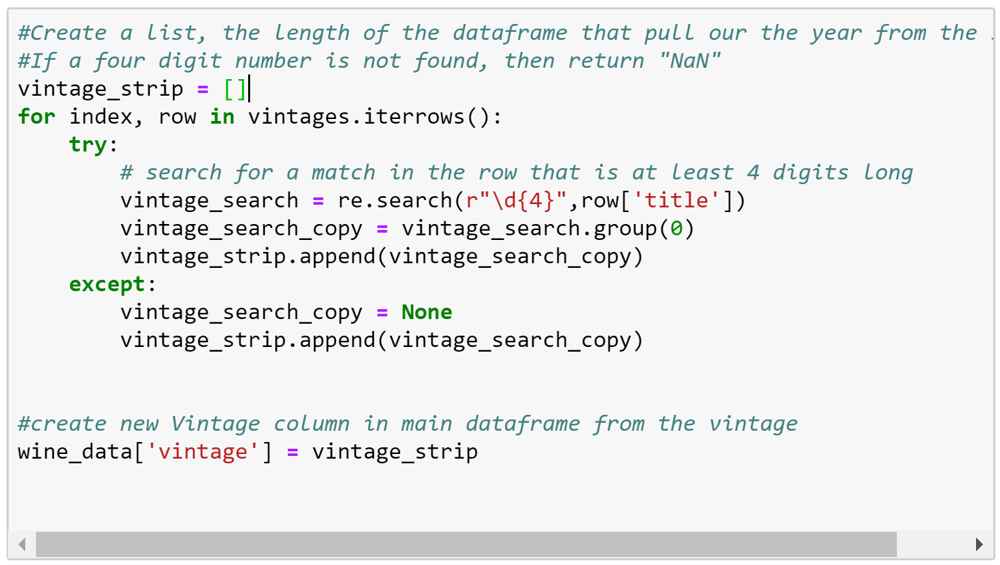 #Create a list, the length of the dataframe that pull our the year from the
#If a four digit number is not found, then return "NaN"
vintage_strip = []
for index, row in vintages.iterrows():
    try:
        # search for a match in the row that is at least 4 digits long
        vintage_search = re.search(r"\d{4}",row['title'])
        vintage_search_copy = vintage_search.group(0)
        vintage_strip.append(vintage_search_copy)
    except:
        vintage_search_copy = None
        vintage_strip.append(vintage_search_copy)
#create new Vintage column in main dataframe from the vintage
wine_data['vintage'] = vintage_strip